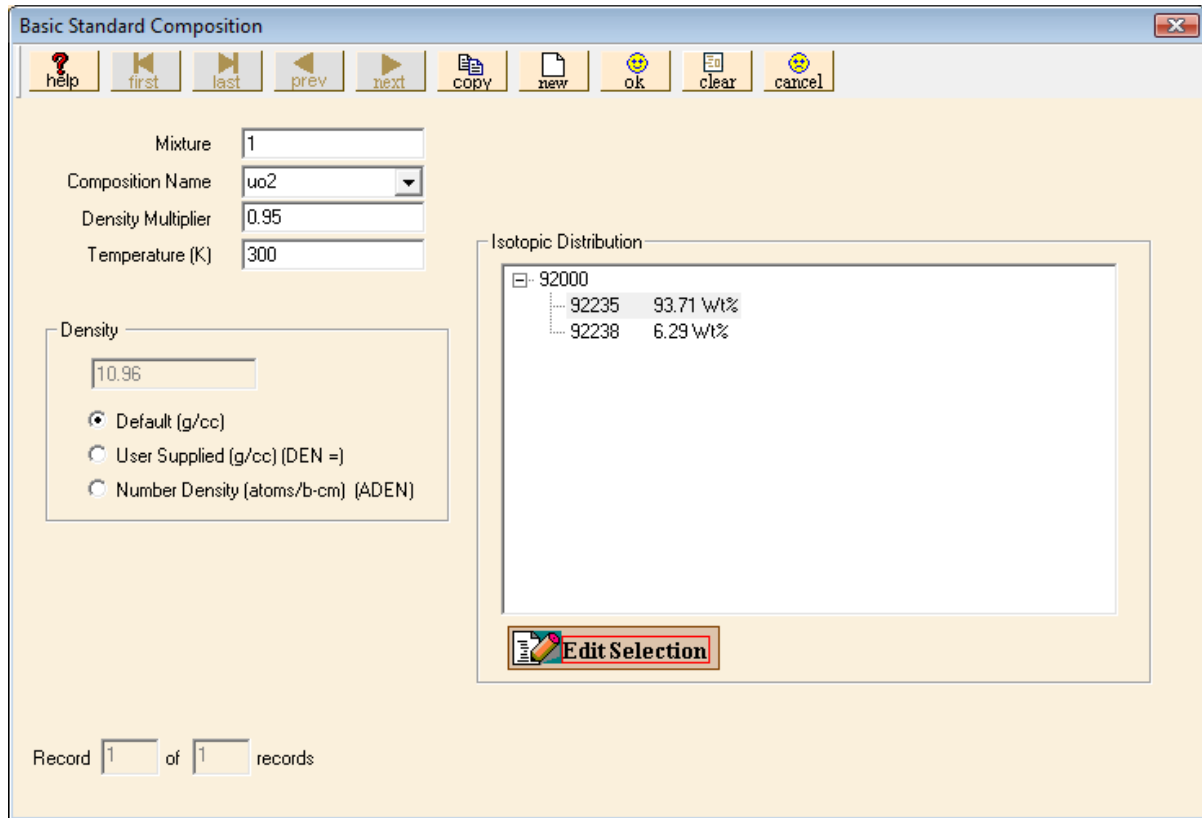 Basic Standard Composition
help first last prev next copy new ok clear cancel
Mixture 1
Composition Name uo2
Density Multiplier 0.95
Temperature (K) 300
Isotopic Distribution
92000
92235 93.71 Wt%
92238 6.29 Wt%
Density
10.96
Default (g/cc)
User Supplied (g/cc) (DEN =)
Number Density (atoms/b-cm) (ADEN)
Edit Selection
Record 1 of 1 records